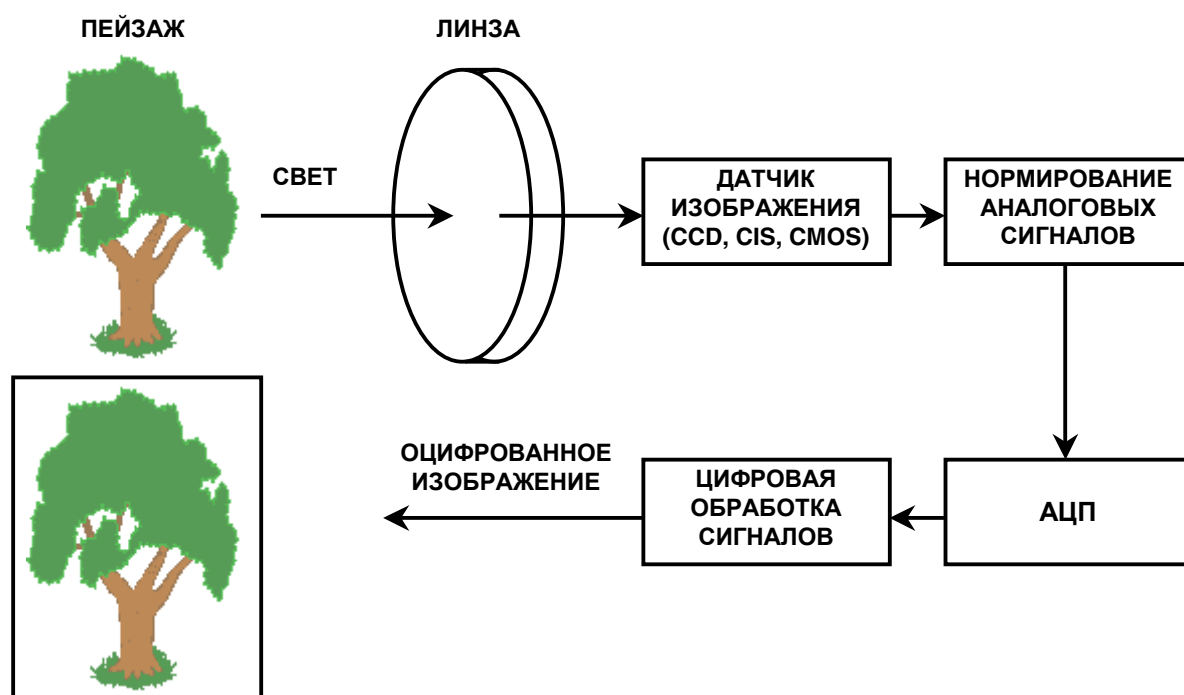 ПЕЙЗАЖ
ЛИНЗА
СВЕТ
ДАТЧИК
ИЗОБРАЖЕНИЯ
(CCD, CIS, CMOS)
НОРМИРОВАНИЕ
АНАЛОГОВЫХ
СИГНАЛОВ
ОЦИФРОВАННОЕ
ИЗОБРАЖЕНИЕ
ЦИФРОВАЯ
ОБРАБОТКА
СИГНАЛОВ
АЦП